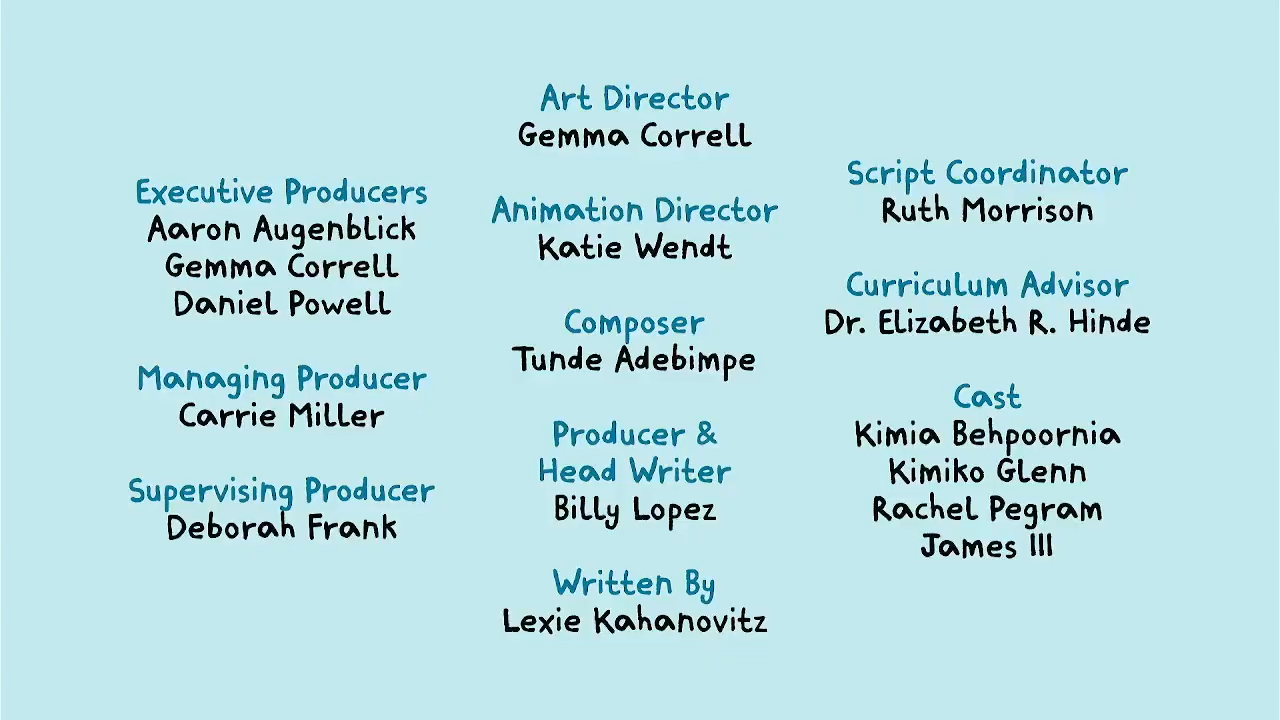 Executive Producers
Aaron Augenblick
Gemma Correll
Daniel Powell
Managing Producer
Carrie Miller
Supervising Producer
Deborah Frank
Art Director
Gemma Correll
Animation Director
Katie Wendt
Composer
Tunde Adebimpe
Producer &
Head Writer
Billy Lopez
Written By
Lexie Kahanovitz
Script Coordinator
Ruth Morrison
Curriculum Advisor
Dr. Elizabeth R. Hinde
Cast
Kimia Behpoornia
Kimiko Glenn
Rachel Pegram
James III